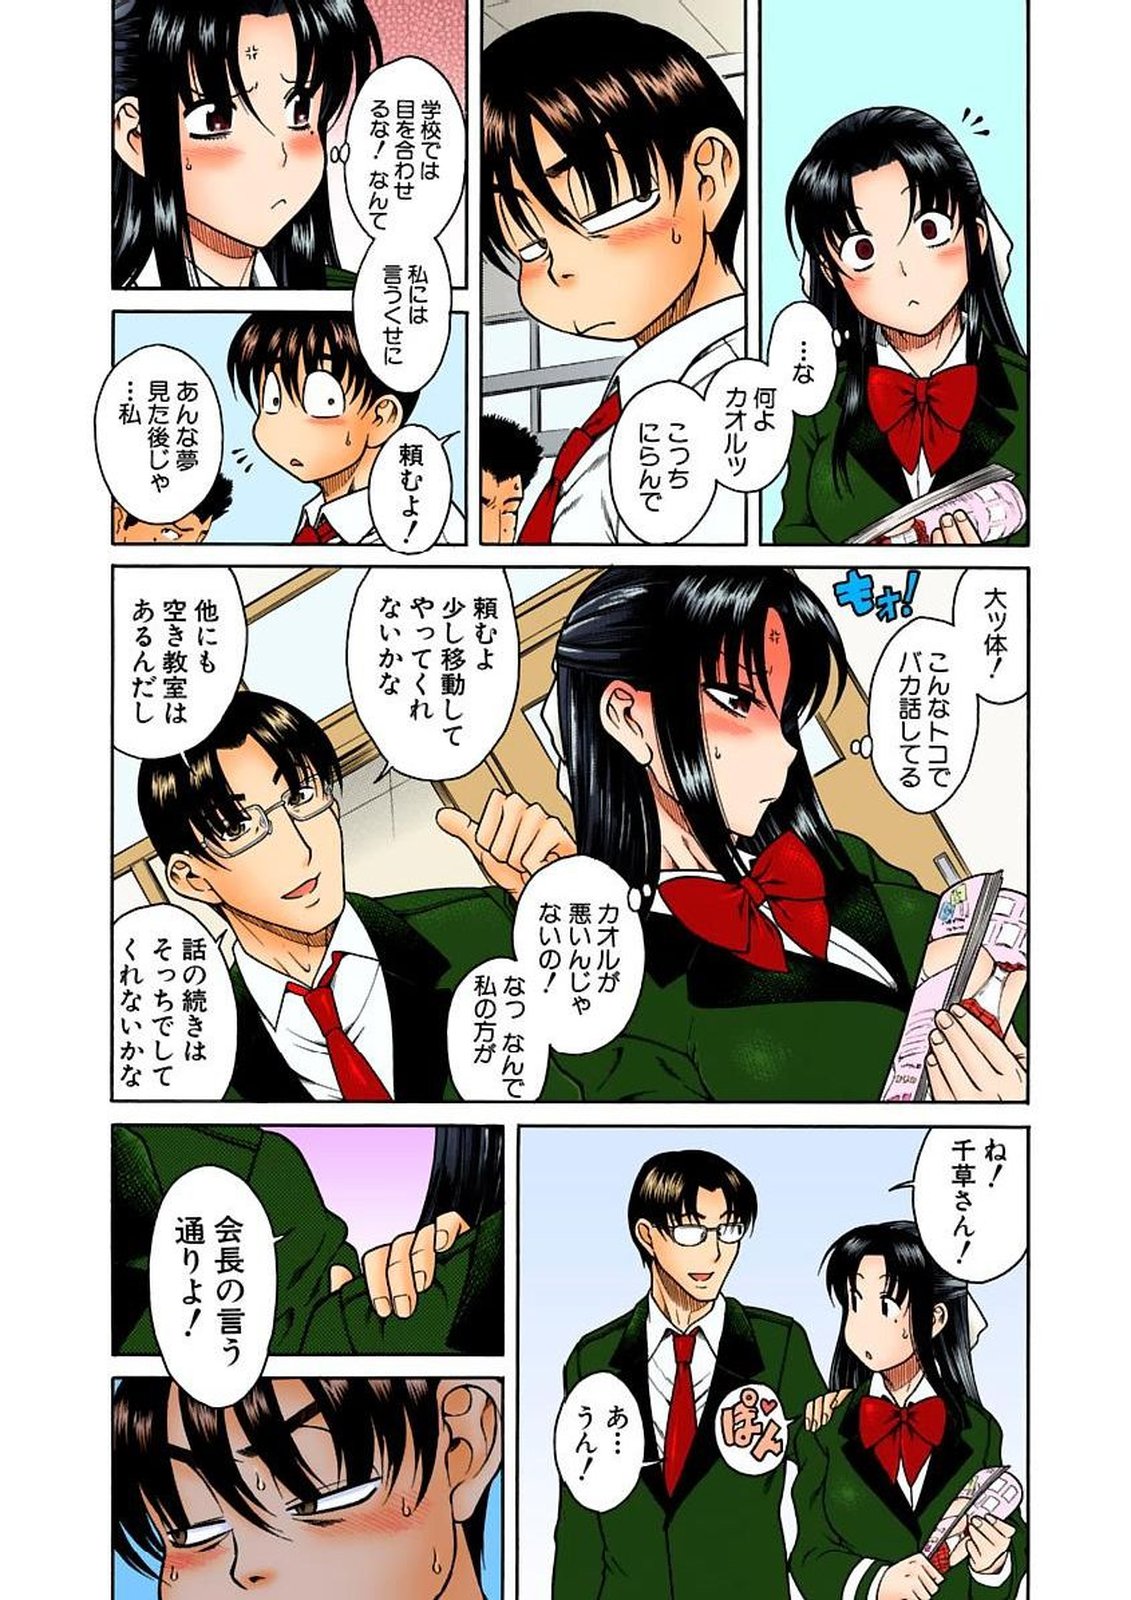 …な
何よ
カオルッ
こっち
にらんで
学校では
目を合わせ
るな！なんて
私には
言うくせに
頼むよ！
あんな夢
見た後じゃ
…私
大ッ体！
こんなトコで
バカ話してる
モォ！
カオルが
悪いんじゃ
ないの！
なっ なんで
私の方が
頼むよ
少し移動して
やってくれ
ないかな
他にも
空き教室は
あるんだし
話の続きは
そっちでして
くれないかな
ね！
千草さん！
ぽん
あ…
うん！
会長の言う
通りよ！